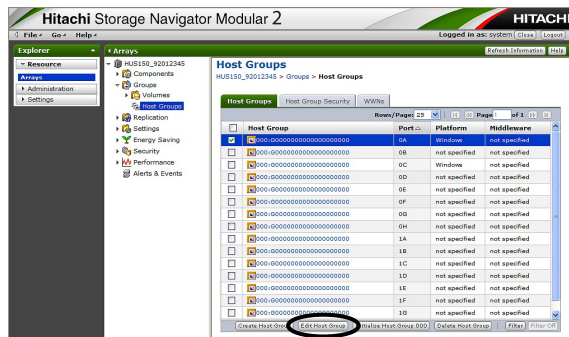 Hitachi Storage Navigator Modular 2
HITACHI
File Go Help
Logged in as: system Close Logout
Explorer
Arrays
Refresh Information Help
Resource
Arrays
Administration
Settings
HUS150_92012345
Components
Groups
Volumes
Host Groups
Replication
Settings
Energy Saving
Security
Performance
Alerts & Events
Host Groups
HUS150_92012345 > Groups > Host Groups
Host Groups Host Group Security WWNs
Rows/Page: 25 Page 1 of 1
Host Group Port Platform Middleware
000:G000000000000000000 0A Windows not specified
000:G000000000000000000 0B not specified not specified
000:G000000000000000000 0C Windows not specified
000:G000000000000000000 0D not specified not specified
000:G000000000000000000 0E not specified not specified
000:G000000000000000000 0F not specified not specified
000:G000000000000000000 0G not specified not specified
000:G000000000000000000 0H not specified not specified
000:G000000000000000000 1A not specified not specified
000:G000000000000000000 1B not specified not specified
000:G000000000000000000 1C not specified not specified
000:G000000000000000000 1D not specified not specified
000:G000000000000000000 1E not specified not specified
000:G000000000000000000 1F not specified not specified
000:G000000000000000000 1G not specified not specified
Create Host Grou Edit Host Group nitialize Host Group 000 Delete Host Group Filter Filter Off